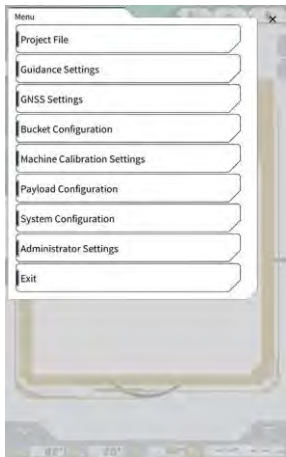 Menu
Project File
Guidance Settings
GNSS Settings
Bucket Configuration
Machine Calibration Settings
Payload Configuration
System Configuration
Administrator Settings
Exit